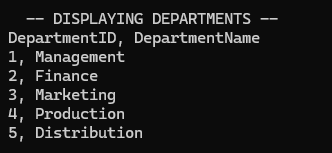 -- DISPLAYING DEPARTMENTS --
DepartmentID, DepartmentName
1, Management
2, Finance
3, Marketing
4, Production
5, Distribution